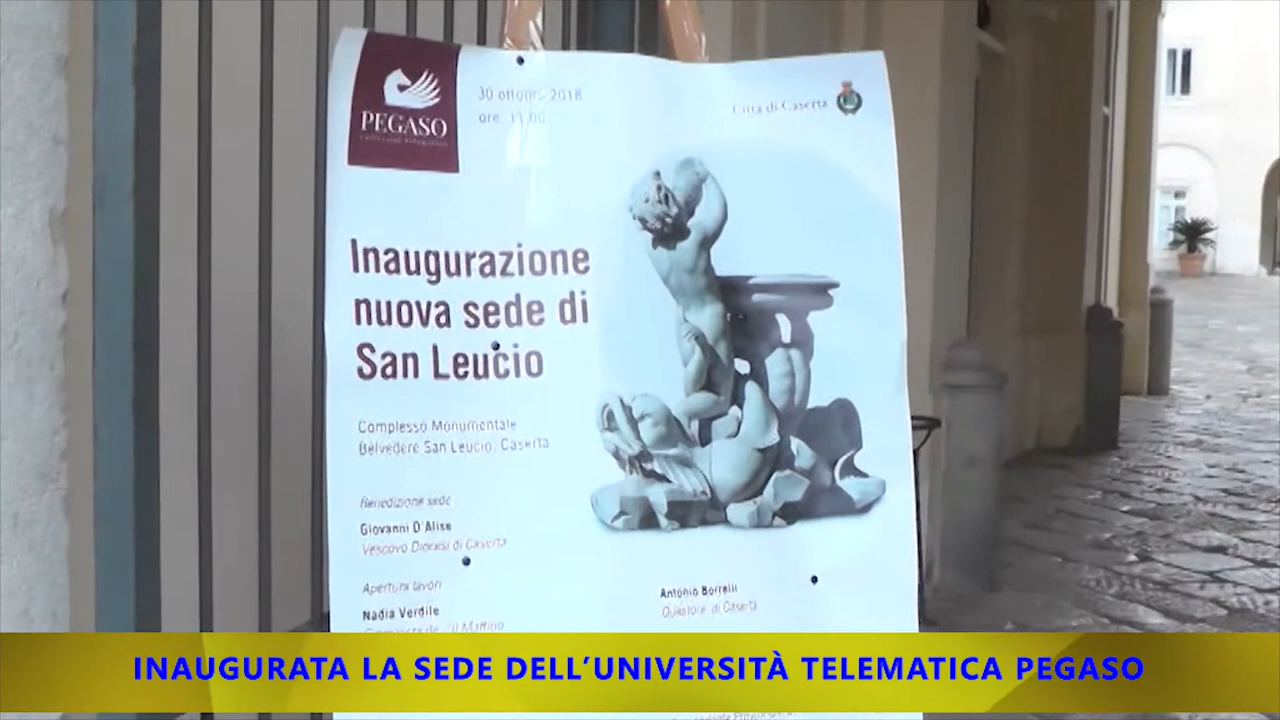 PEGASO
30 ottobre 2018
ore 11.00
Città di Caserta
Inaugurazione
nuova sede di
San Leucio
Complesso Monumentale
Belvedere San Leucio, Caserta
Benedizione sede
Giovanni D'Alise
Vescovo Diocesi di Caserta
Apertura lavori
Nadia Verdile
Antonio Borrelli
Questore di Caserta
INAUGURATA LA SEDE DELL'UNIVERSITÀ TELEMATICA PEGASO